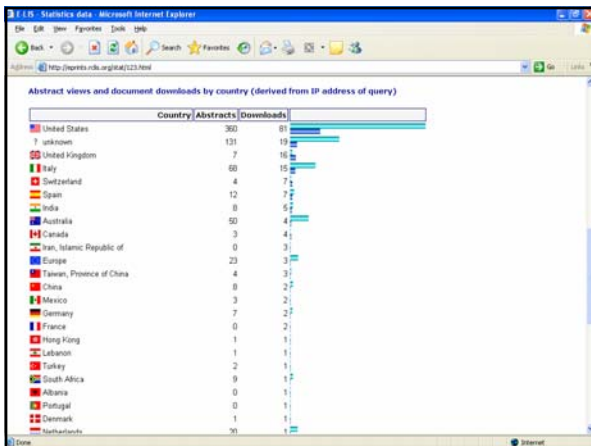 E-LIS - Statistics data - Microsoft Internet Explorer
File Edit View Favorites Tools Help
Back Search Favorites
Address http://eprints.rclis.org/stat/123.html Go Links
Abstract views and document downloads by country (derived from IP address of query)
Country Abstracts Downloads
United States 360 81
? unknown 131 19
United Kingdom 7 16
Italy 68 15
Switzerland 4 7
Spain 12 7
India 8 5
Australia 50 4
Canada 3 4
Iran, Islamic Republic of 0 3
Europe 23 3
Taiwan, Province of China 4 3
China 8 2
Mexico 3 2
Germany 7 2
France 0 2
Hong Kong 1 1
Lebanon 1 1
Turkey 2 1
South Africa 9 1
Albania 0 1
Portugal 0 1
Denmark 1 1
Netherlands 20 1
Done Internet